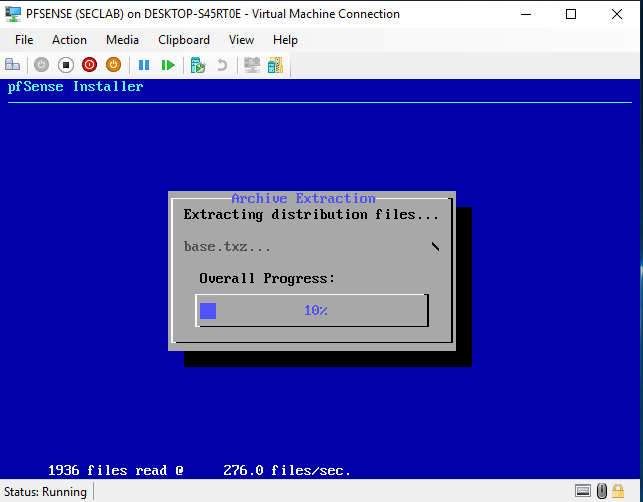 PFSENSE (SECLAB) on DESKTOP-S45RT0E - Virtual Machine Connection
File Action Media Clipboard View Help
pfSense Installer
Archive Extraction
Extracting distribution files...
base.txz... \
Overall Progress:
10%
1936 files read @ 276.0 files/sec.
Status: Running